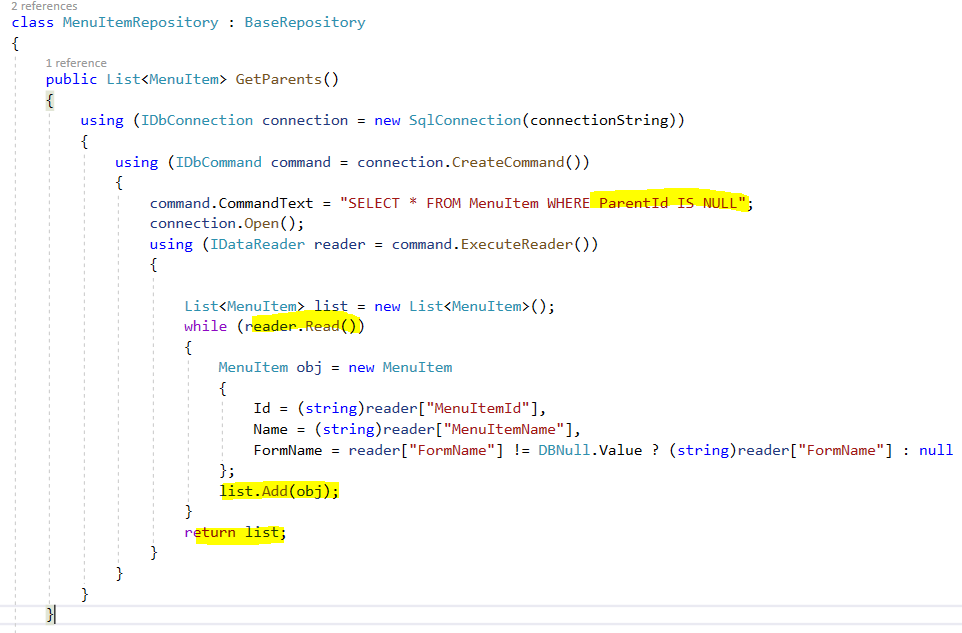 2 references
class MenuItemRepository : BaseRepository
{
1 reference
public List<MenuItem> GetParents()
{
using (IDbConnection connection = new SqlConnection(connectionString))
{
using (IDbCommand command = connection.CreateCommand())
{
command.CommandText = "SELECT * FROM MenuItem WHERE ParentId IS NULL";
connection.Open();
using (IDataReader reader = command.ExecuteReader())
{
List<MenuItem> list = new List<MenuItem>();
while (reader.Read())
{
MenuItem obj = new MenuItem
{
Id = (string)reader["MenuItemId"],
Name = (string)reader["MenuItemName"],
FormName = reader["FormName"] != DBNull.Value ? (string)reader["FormName"] : null
};
list.Add(obj);
}
return list;
}
}
}
}